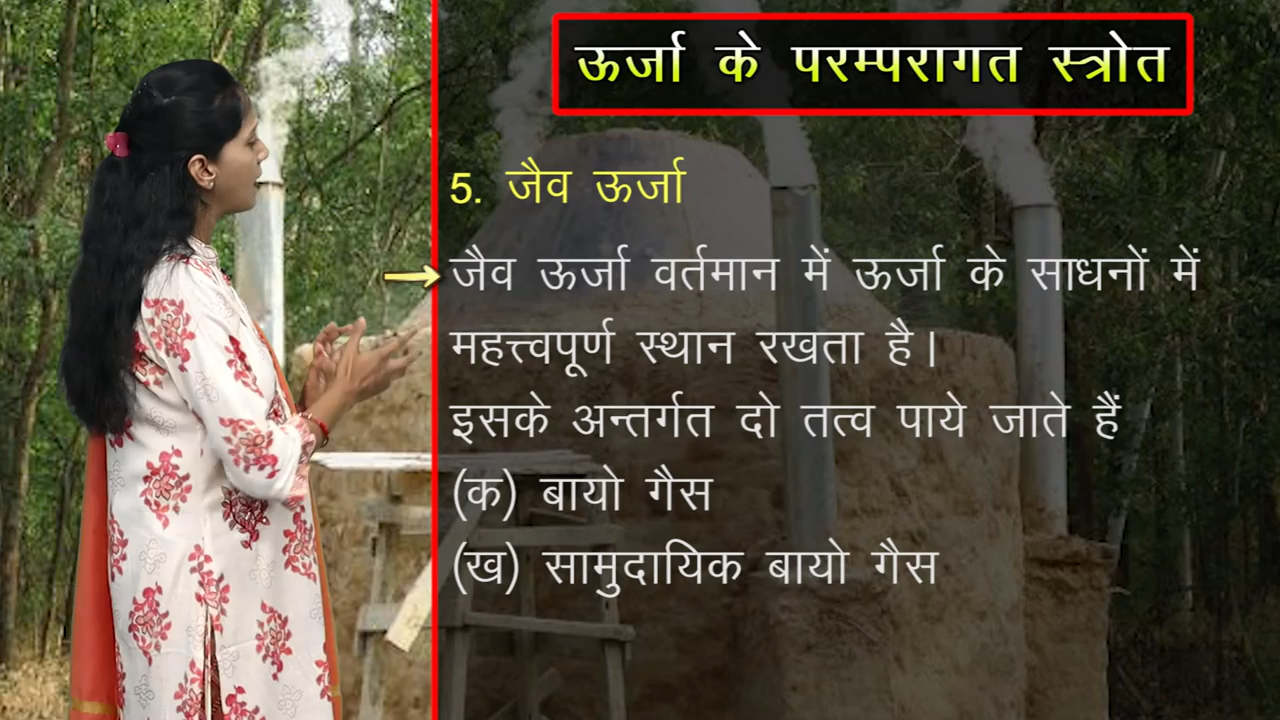 ऊर्जा के परम्परागत स्त्रोत
5. जैव ऊर्जा
जैव ऊर्जा वर्तमान में ऊर्जा के साधनों में
महत्त्वपूर्ण स्थान रखता है।
इसके अन्तर्गत दो तत्व पाये जाते हैं
(क) बायो गैस
(ख) सामुदायिक बायो गैस